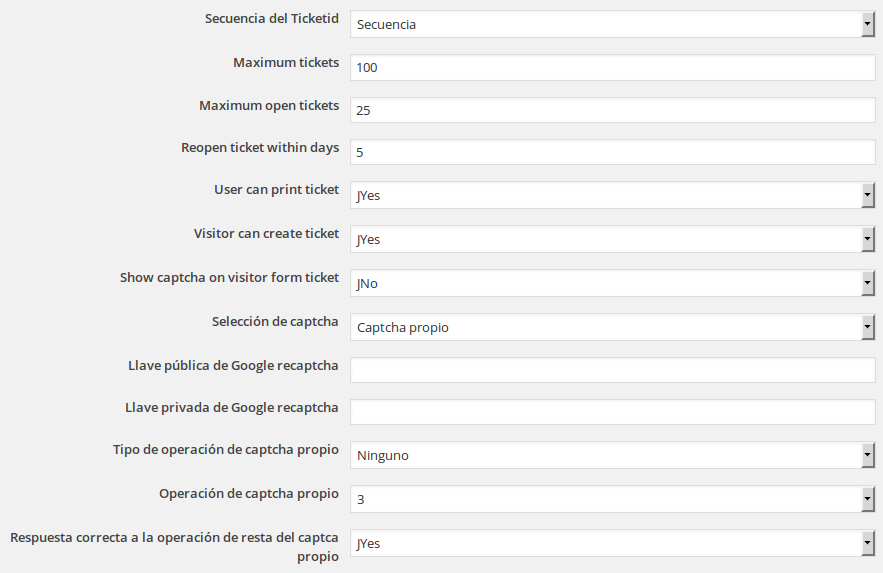 Secuencia del Ticketid
Secuencia
Maximum tickets
100
Maximum open tickets
25
Reopen ticket within days
5
User can print ticket
JYes
Visitor can create ticket
JYes
Show captcha on visitor form ticket
JNo
Selección de captcha
Captcha propio
Llave pública de Google recaptcha
Llave privada de Google recaptcha
Tipo de operación de captcha propio
Ninguno
Operación de captcha propio
3
Respuesta correcta a la operación de resta del captca
propio
JYes